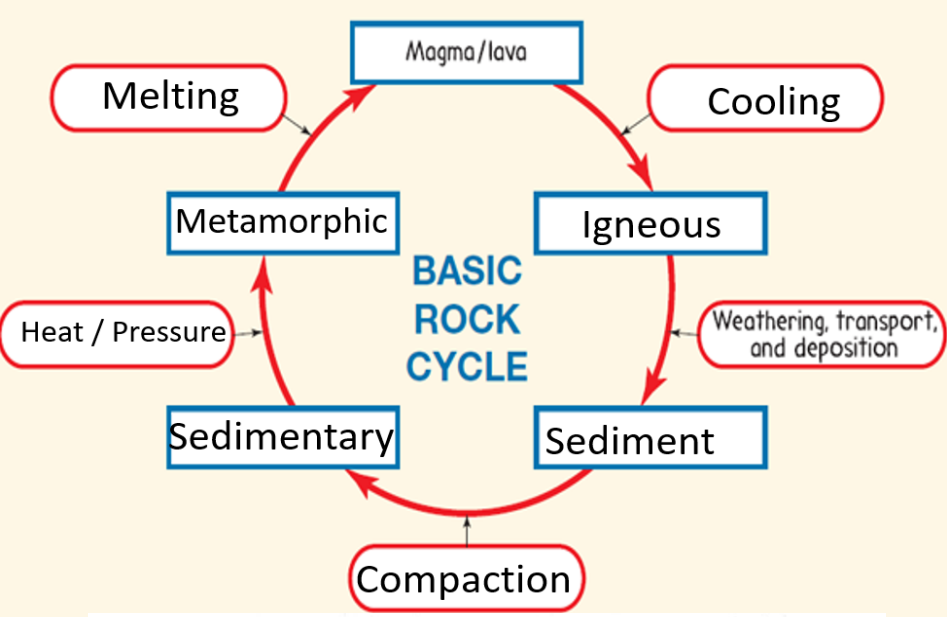 Magma/lava
Melting
Cooling
Metamorphic
Igneous
BASIC
ROCK
CYCLE
Heat / Pressure
Weathering, transport,
and deposition
Sedimentary
Sediment
Compaction